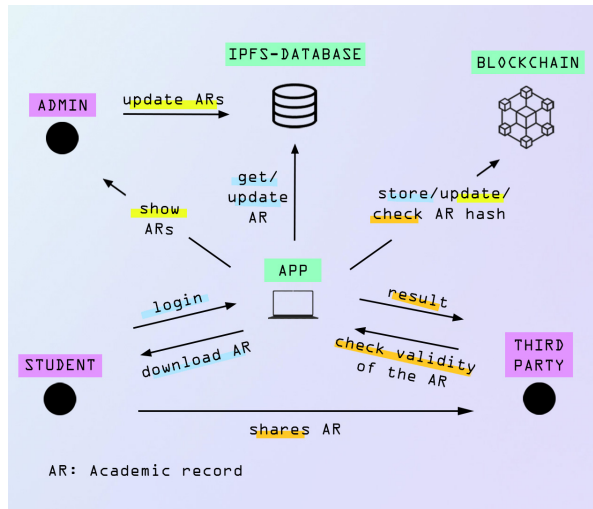 IPFS-DATABASE
BLOCKCHAIN
ADMIN
update ARs
get/
update
AR
store/update/
check AR hash
show
ARs
APP
login
result
download AR
check validity
of the AR
STUDENT
THIRD
PARTY
shares AR
AR: Academic record